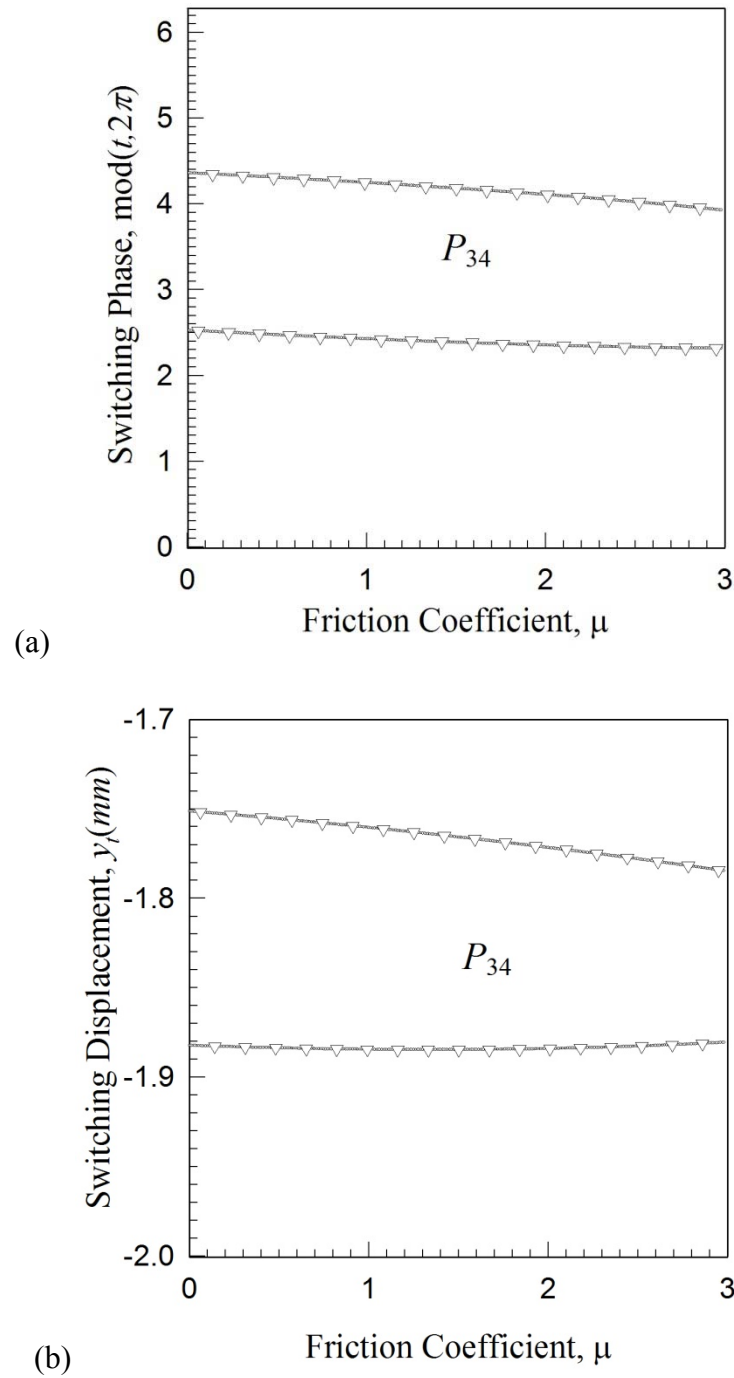 6
5
4
3
2
1
0
Switching Phase, mod(t,2π)
P34
0 1 2 3
Friction Coefficient, μ
(a)
-1.7
-1.8
-1.9
-2.0
Switching Displacement, yt(mm)
P34
0 1 2 3
Friction Coefficient, μ
(b)